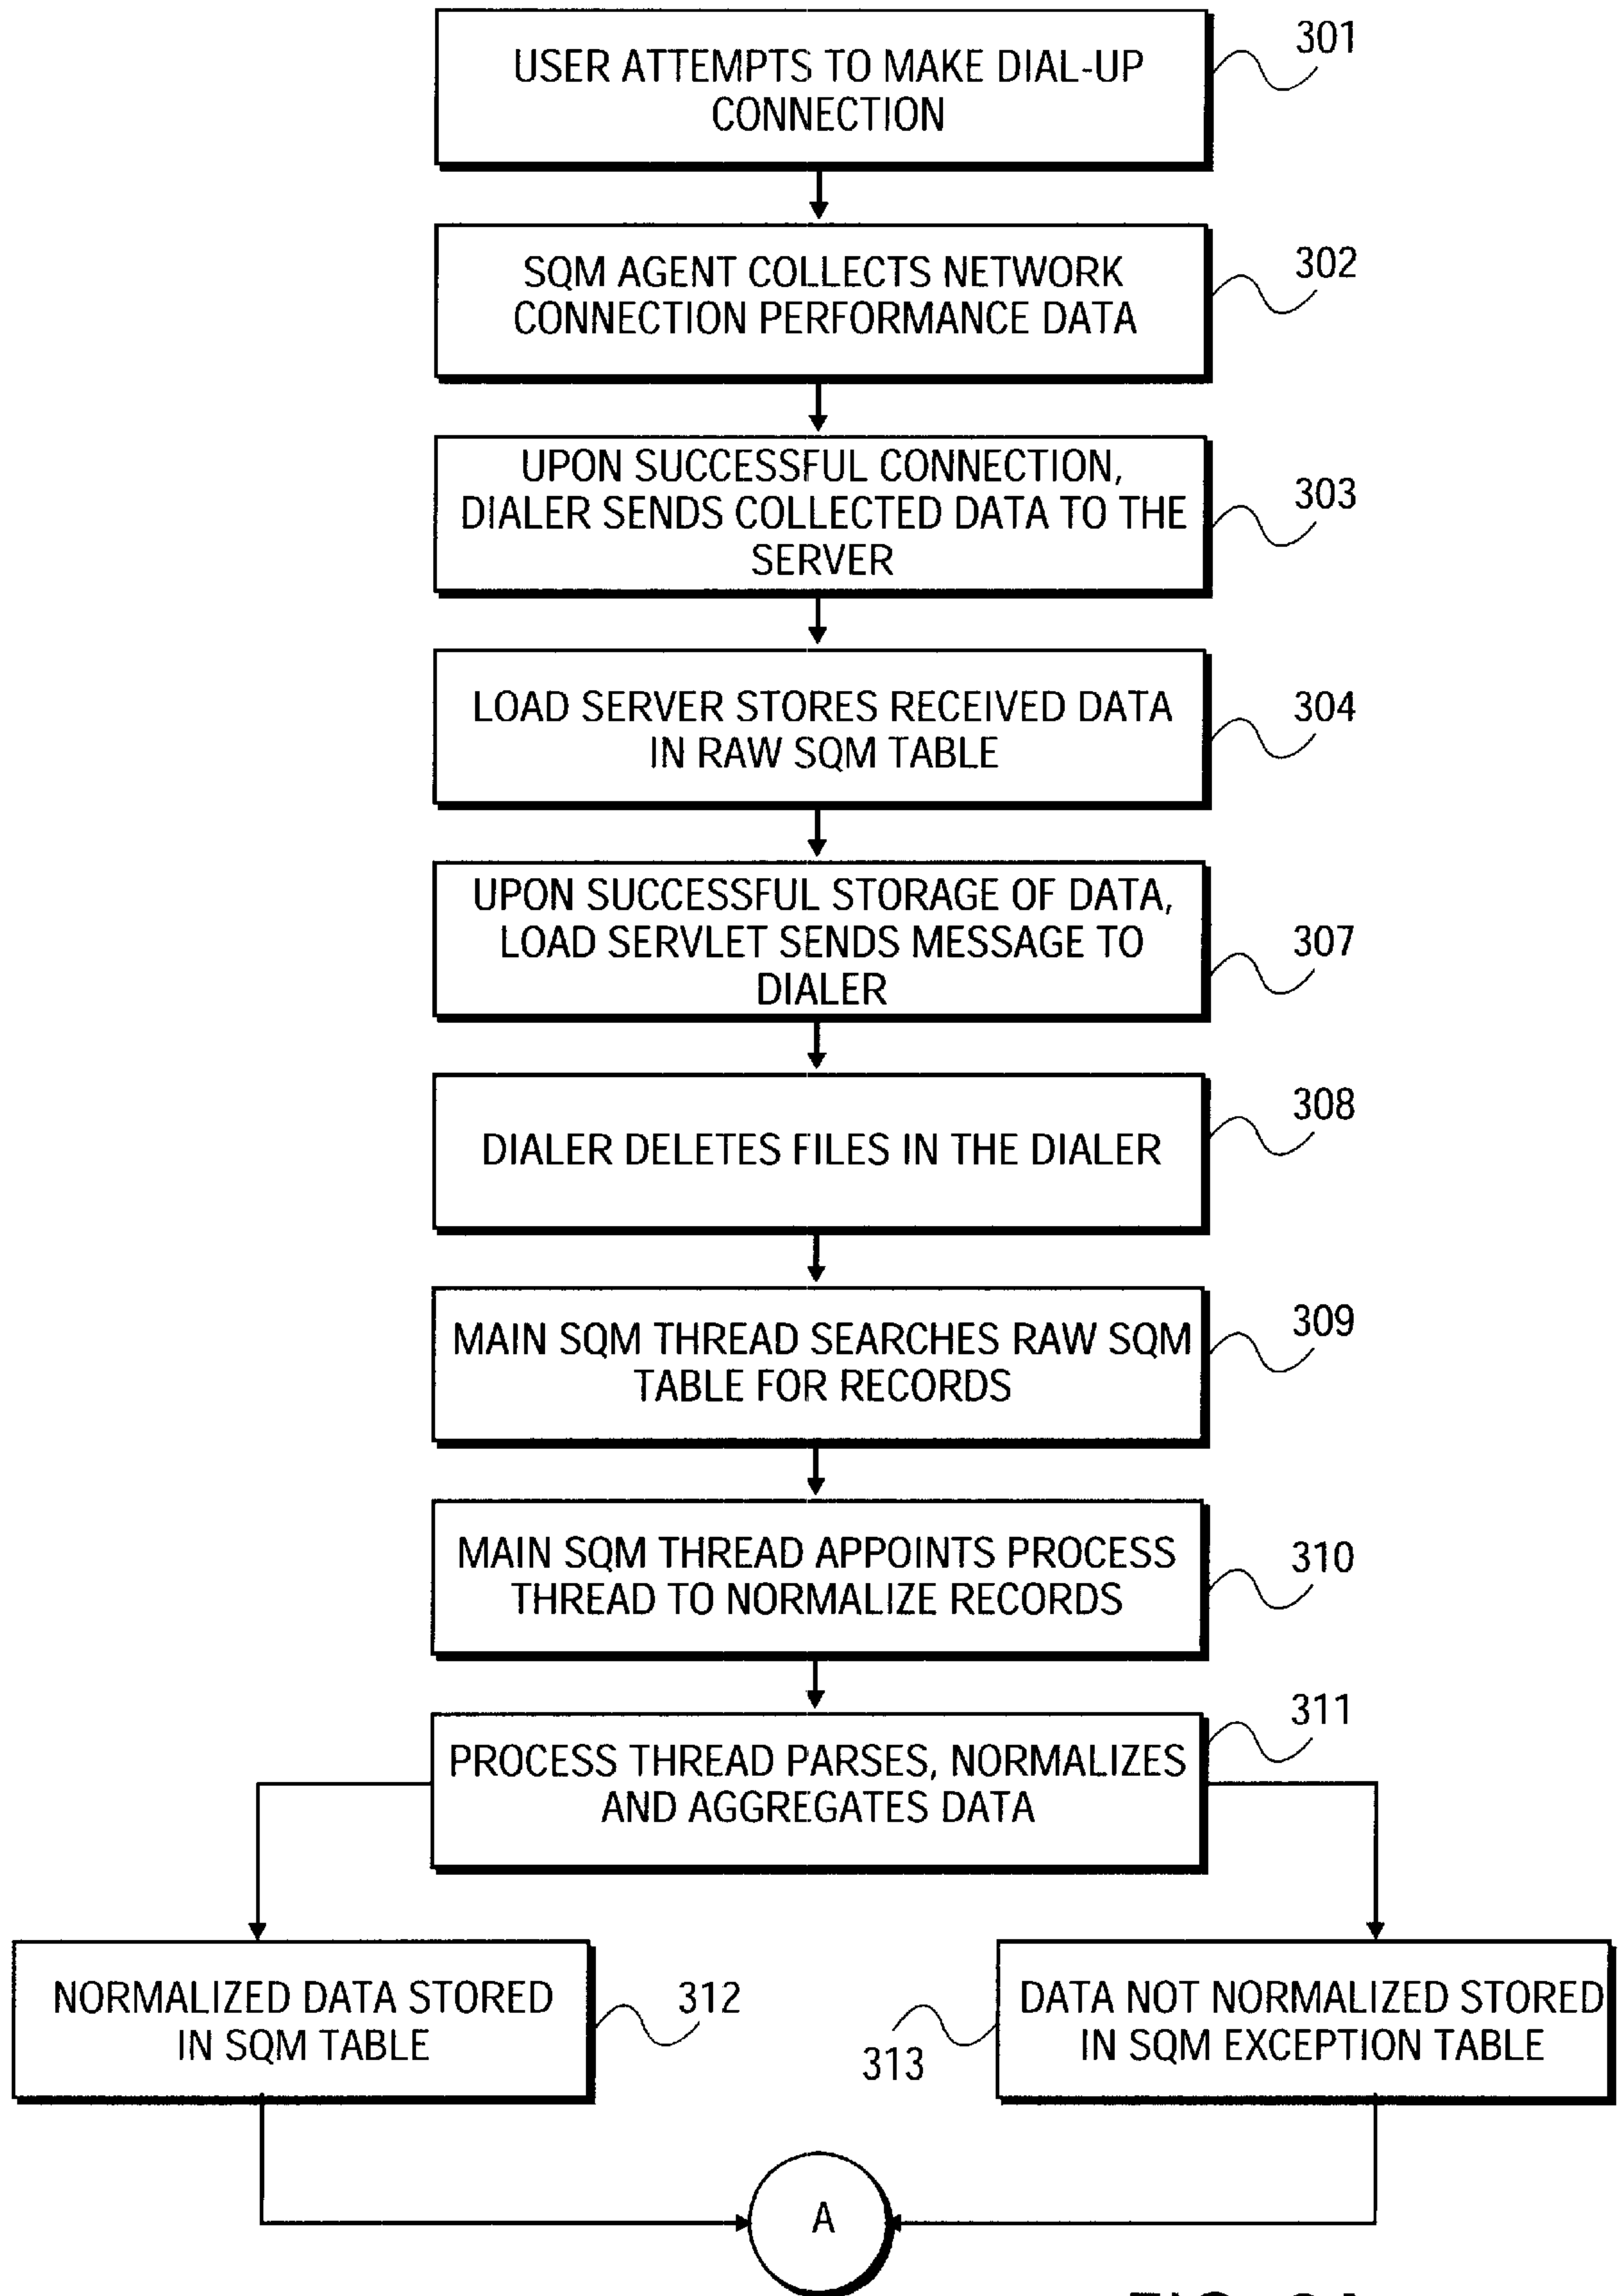 USER ATTEMPTS TO MAKE DIAL-UP
CONNECTION
301
SQM AGENT COLLECTS NETWORK
CONNECTION PERFORMANCE DATA
302
UPON SUCCESSFUL CONNECTION,
DIALER SENDS COLLECTED DATA TO THE
SERVER
303
LOAD SERVER STORES RECEIVED DATA
IN RAW SQM TABLE
304
UPON SUCCESSFUL STORAGE OF DATA,
LOAD SERVLET SENDS MESSAGE TO
DIALER
307
DIALER DELETES FILES IN THE DIALER
308
MAIN SQM THREAD SEARCHES RAW SQM
TABLE FOR RECORDS
309
MAIN SQM THREAD APPOINTS PROCESS
THREAD TO NORMALIZE RECORDS
310
PROCESS THREAD PARSES, NORMALIZES
AND AGGREGATES DATA
311
NORMALIZED DATA STORED
IN SQM TABLE
312
DATA NOT NORMALIZED STORED
IN SQM EXCEPTION TABLE
313
A